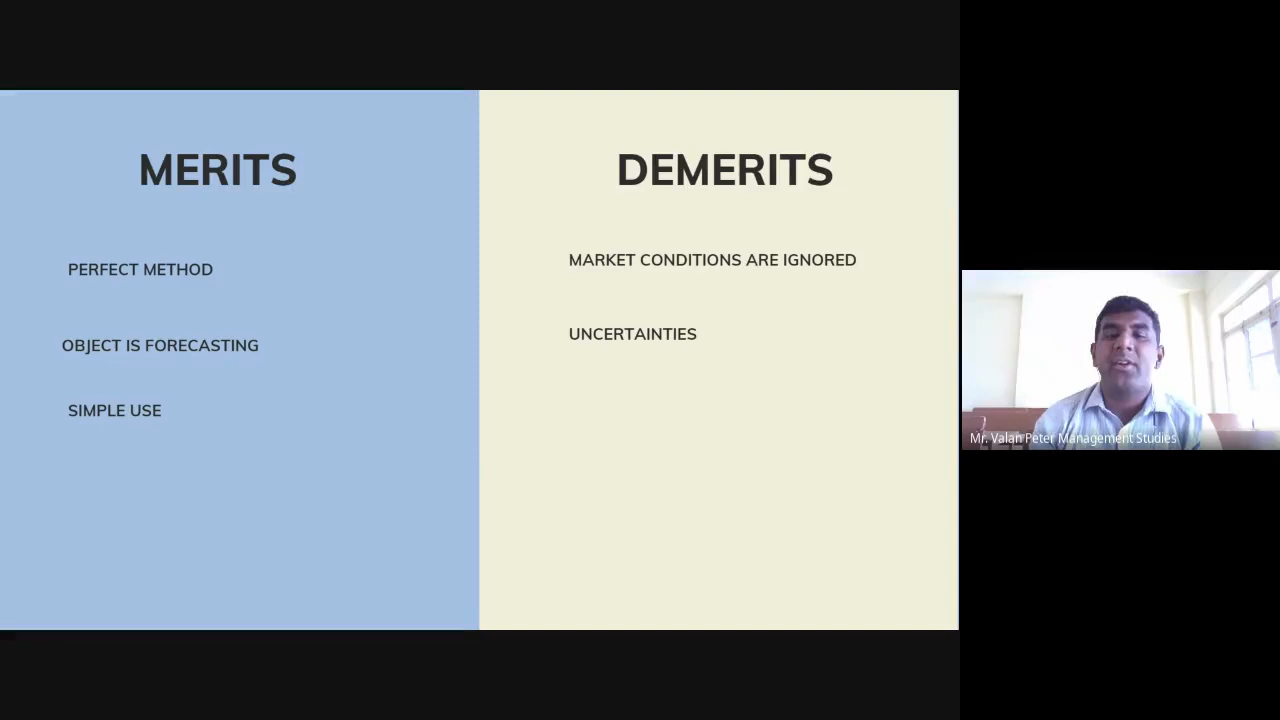 MERITS
PERFECT METHOD
OBJECT IS FORECASTING
SIMPLE USE
DEMERITS
MARKET CONDITIONS ARE IGNORED
UNCERTAINTIES
Mr. Valan Peter Management Studies